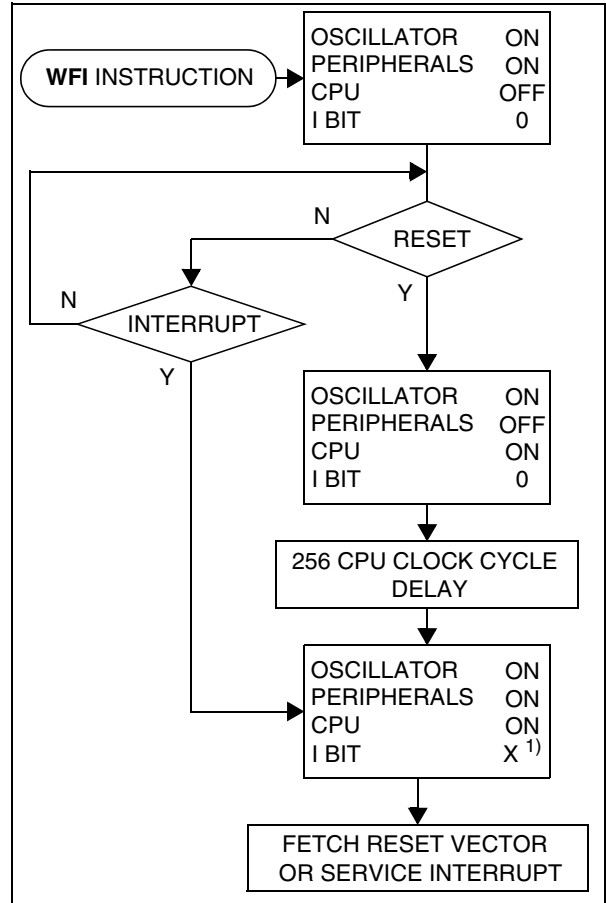 WFI INSTRUCTION
OSCILLATOR ON
PERIPHERALS ON
CPU OFF
I BIT 0
N
RESET
Y
N
INTERRUPT
Y
OSCILLATOR ON
PERIPHERALS OFF
CPU ON
I BIT 0
256 CPU CLOCK CYCLE
DELAY
OSCILLATOR ON
PERIPHERALS ON
CPU ON
I BIT X 1)
FETCH RESET VECTOR
OR SERVICE INTERRUPT